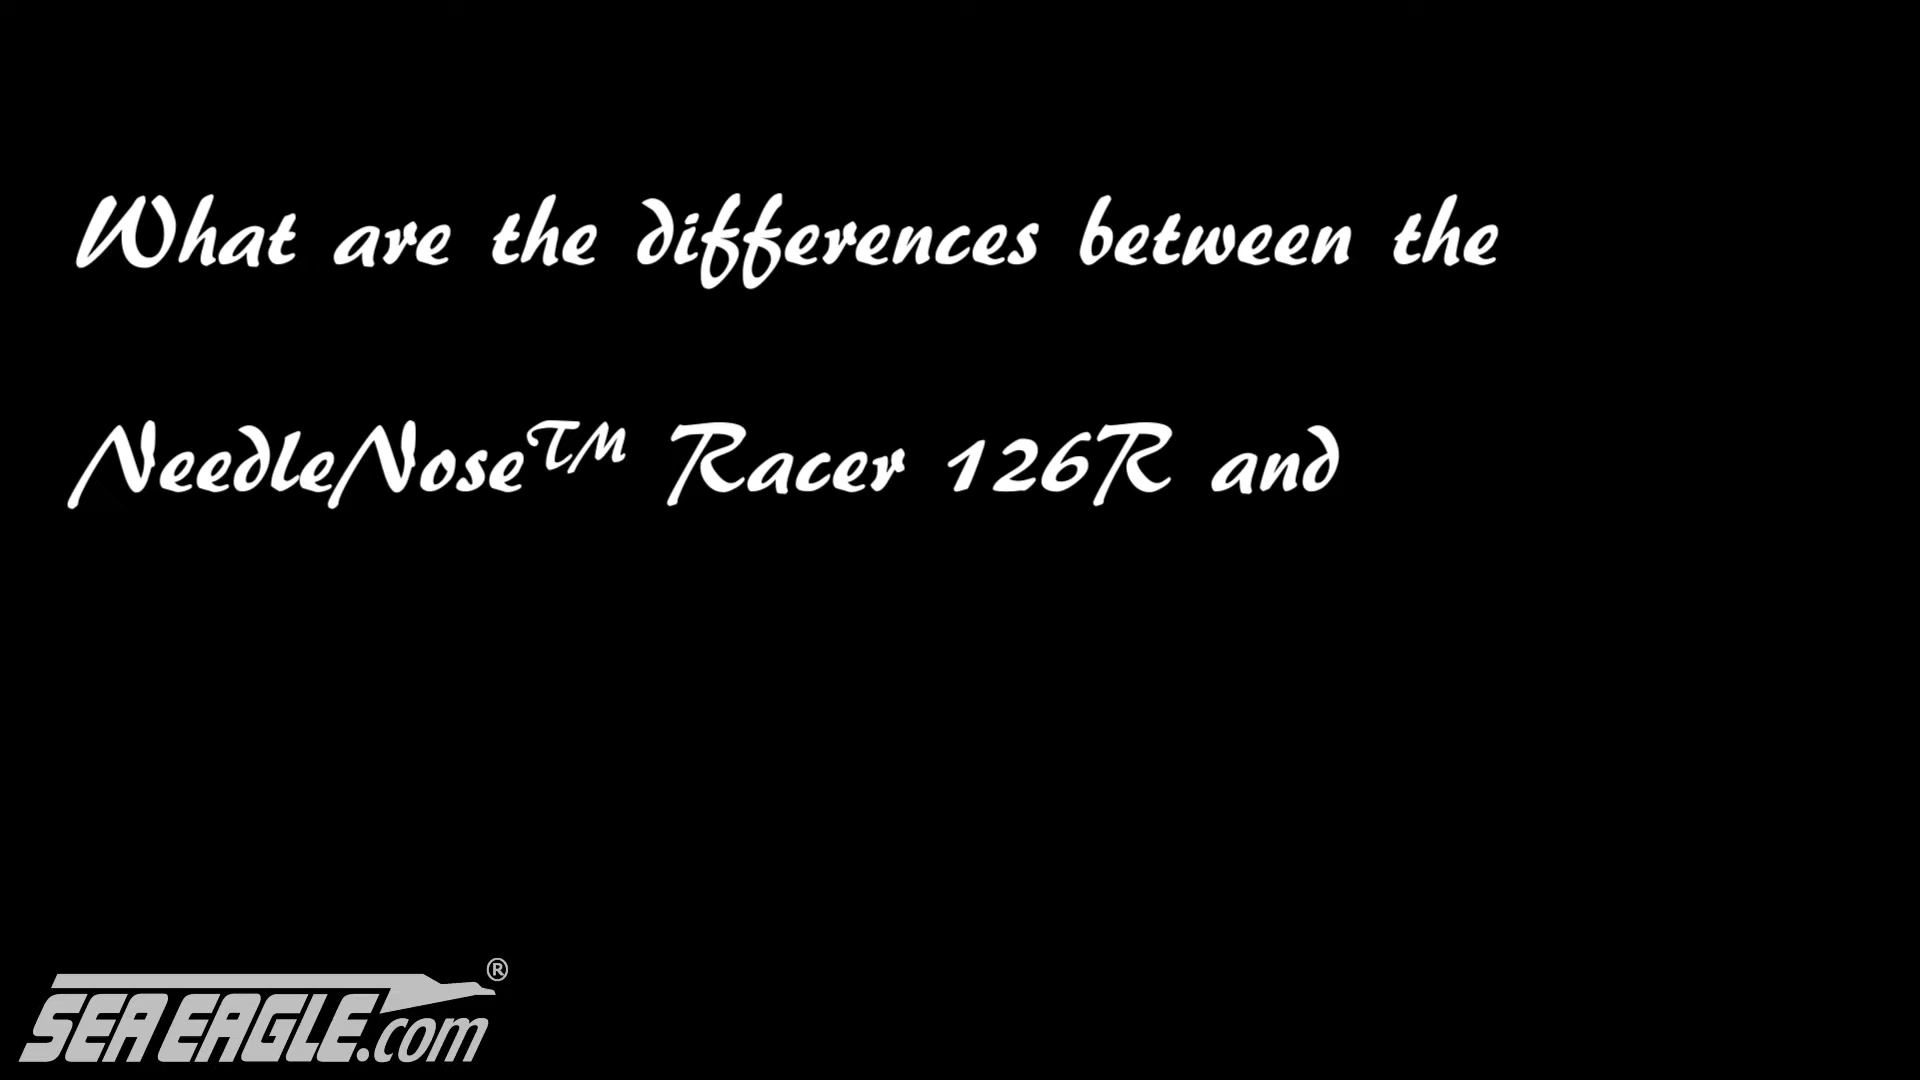 What are the differences between the
NeedleNose™ Racer 126R and
SEA EAGLE.com®